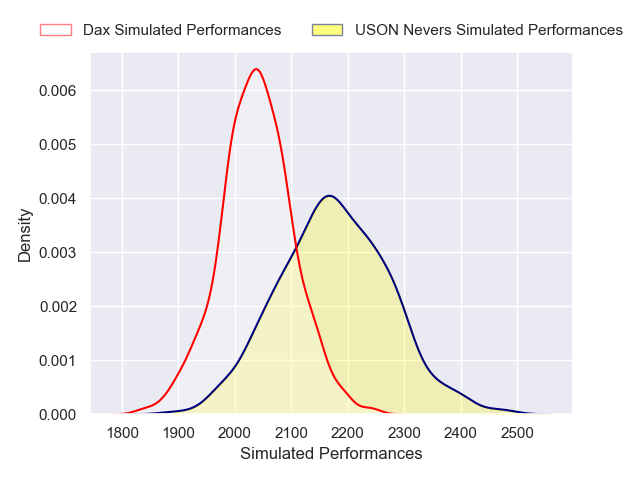 Dax Simulated Performances
USON Nevers Simulated Performances
0.006
0.005
0.004
0.003
0.002
0.001
0.000
Density
1800 1900 2000 2100 2200 2300 2400 2500
Simulated Performances